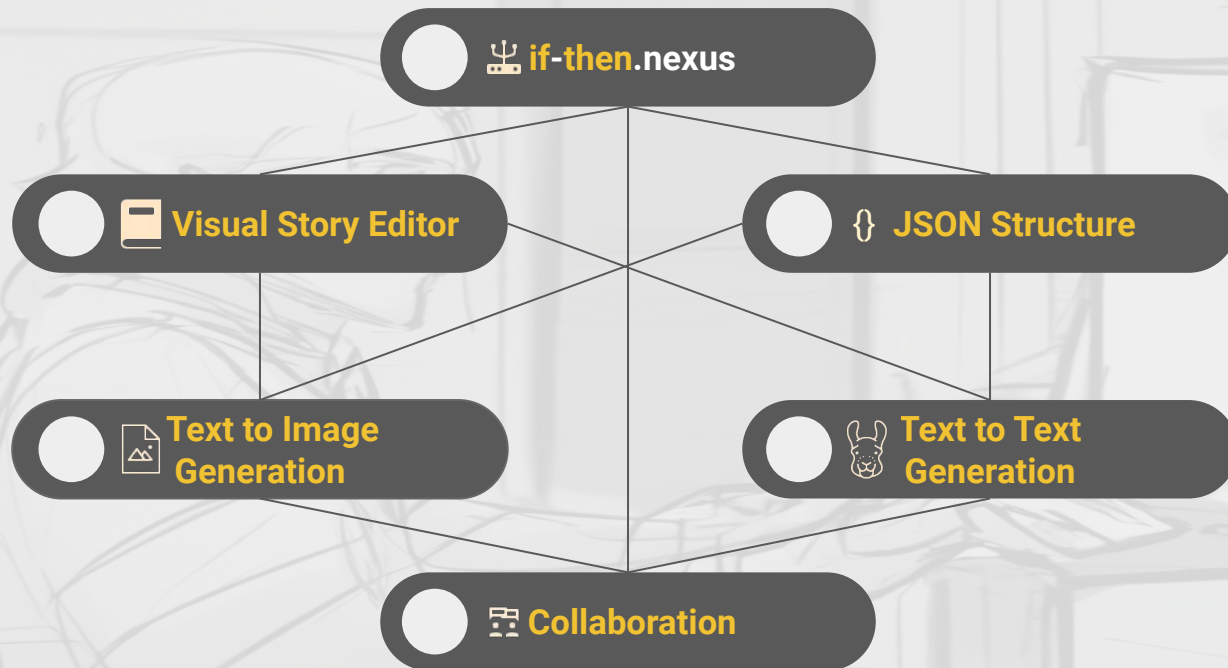 if-then.nexus
Visual Story Editor
{} JSON Structure
Text to Image
Generation
Text to Text
Generation
Collaboration